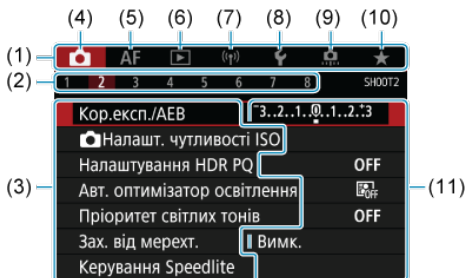 (4) (5) (6) (7) (8) (9) (10)
(1) AF
(2) 1 2 3 4 5 6 7 8 SHOOT2
Кор.експ./AEB -3..2..1..0..1..2..+3
Налашт. чутливості ISO
Налаштування HDR PQ OFF
(3) Авт. оптимізатор освітлення OFF (11)
Пріоритет світлих тонів OFF
Зах. від мерехт. Вимк.
Керування Speedlite